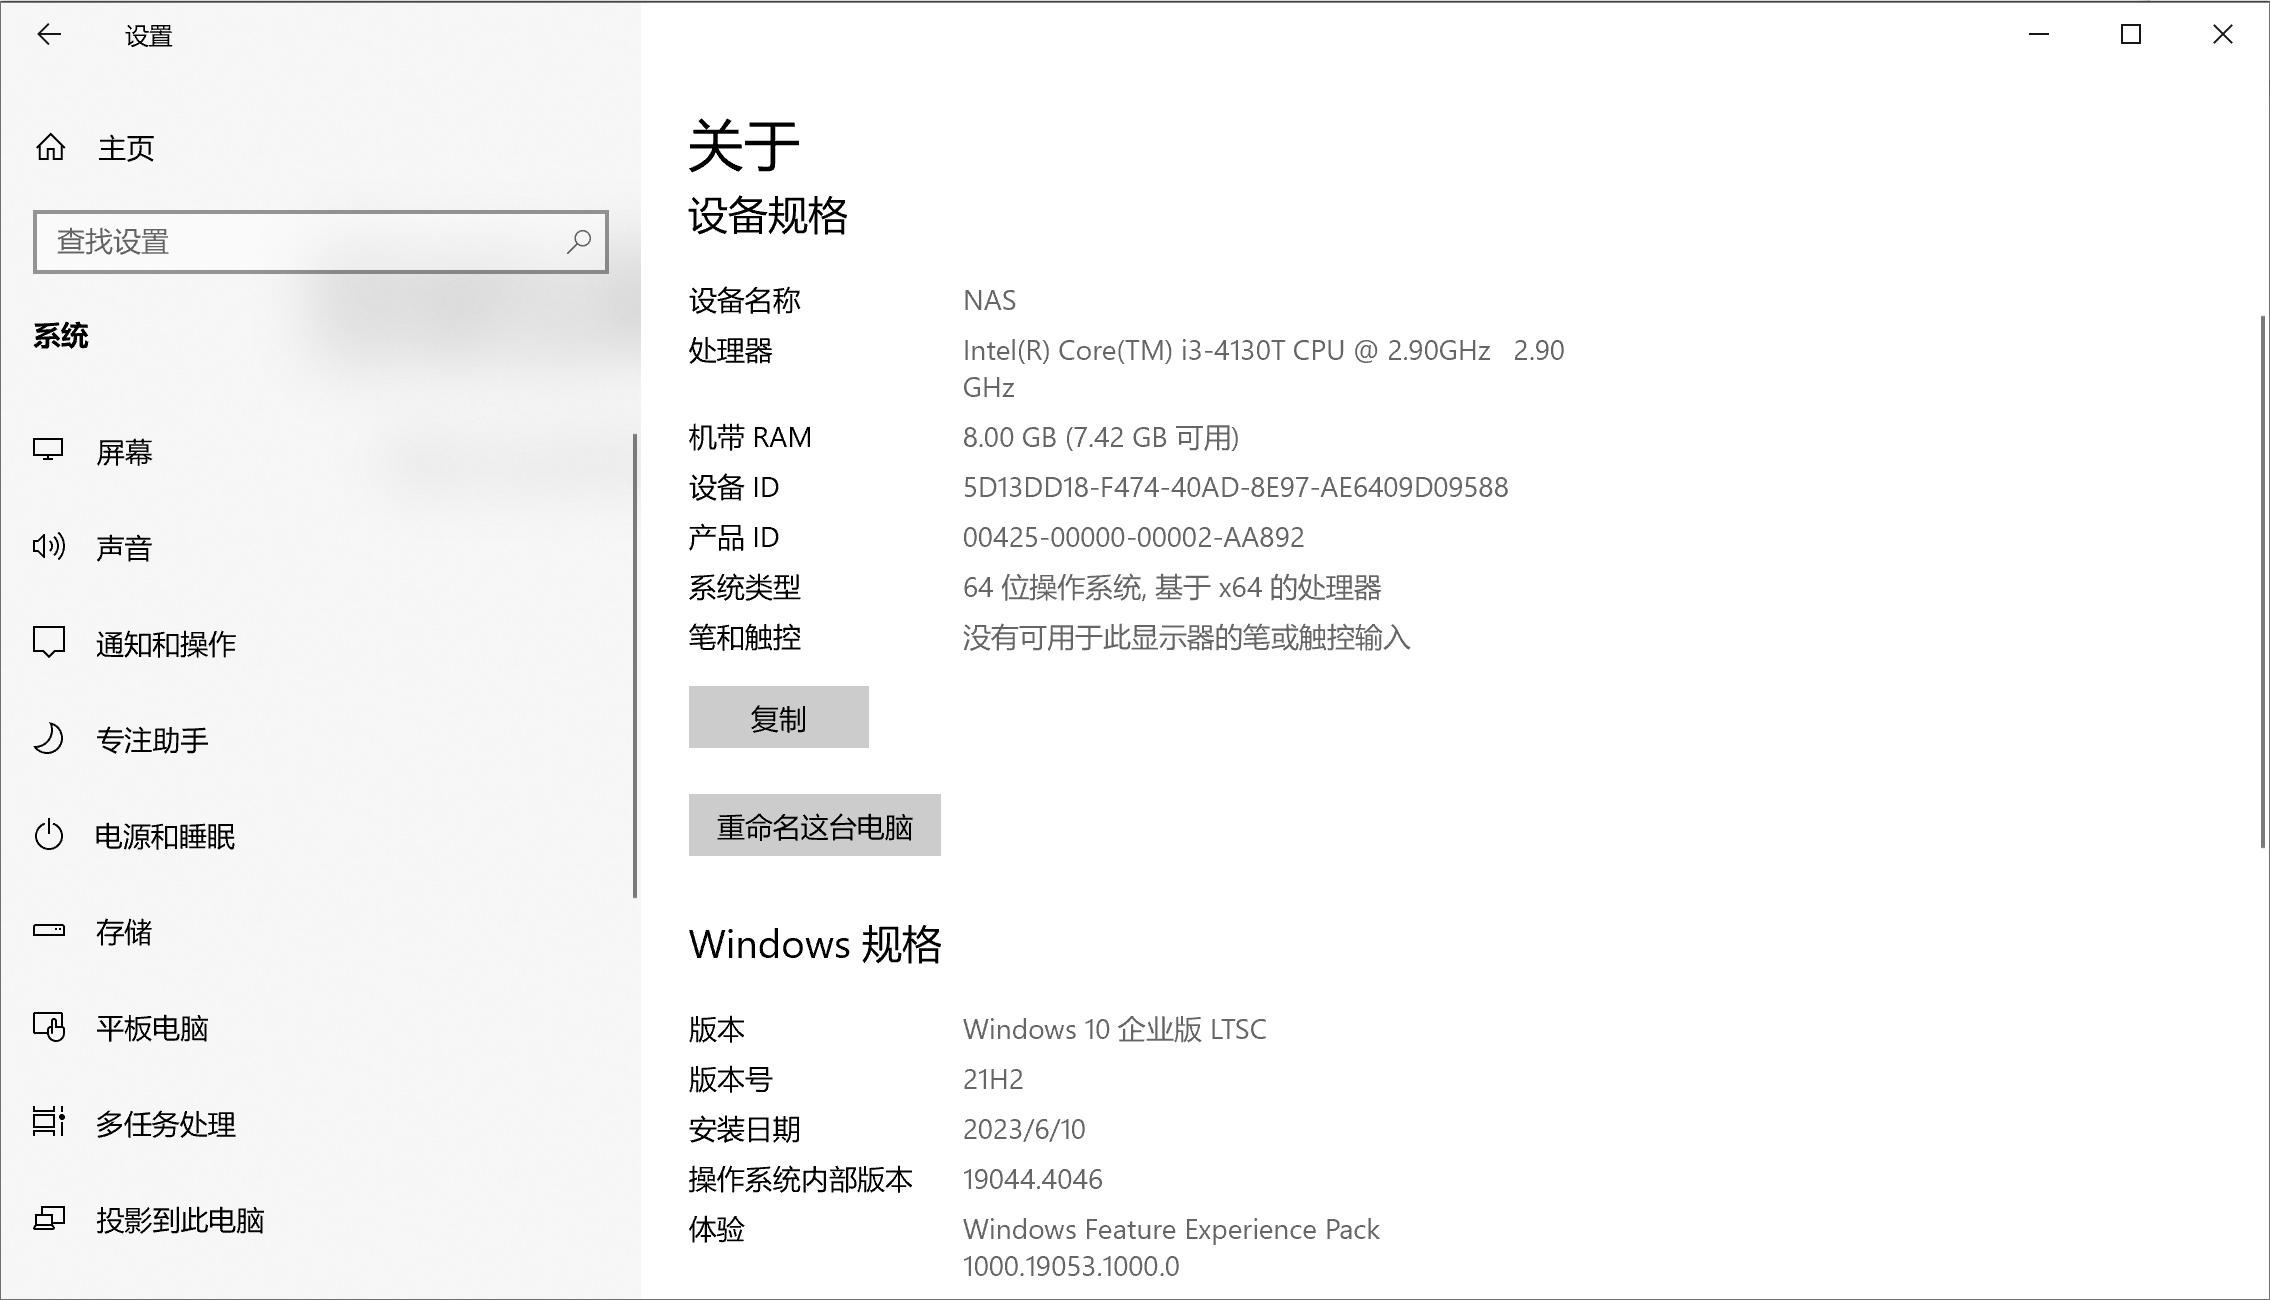 设置
主页
查找设置
系统
屏幕
声音
通知和操作
专注助手
电源和睡眠
存储
平板电脑
多任务处理
投影到此电脑
关于
设备规格
设备名称 NAS
处理器 Intel(R) Core(TM) i3-4130T CPU @ 2.90GHz 2.90
GHz
机带 RAM 8.00 GB (7.42 GB 可用)
设备 ID 5D13DD18-F474-40AD-8E97-AE6409D09588
产品 ID 00425-00000-00002-AA892
系统类型 64 位操作系统, 基于 x64 的处理器
笔和触控 没有可用于此显示器的笔或触控输入
复制
重命名这台电脑
Windows 规格
版本 Windows 10 企业版 LTSC
版本号 21H2
安装日期 2023/6/10
操作系统内部版本 19044.4046
体验 Windows Feature Experience Pack
1000.19053.1000.0